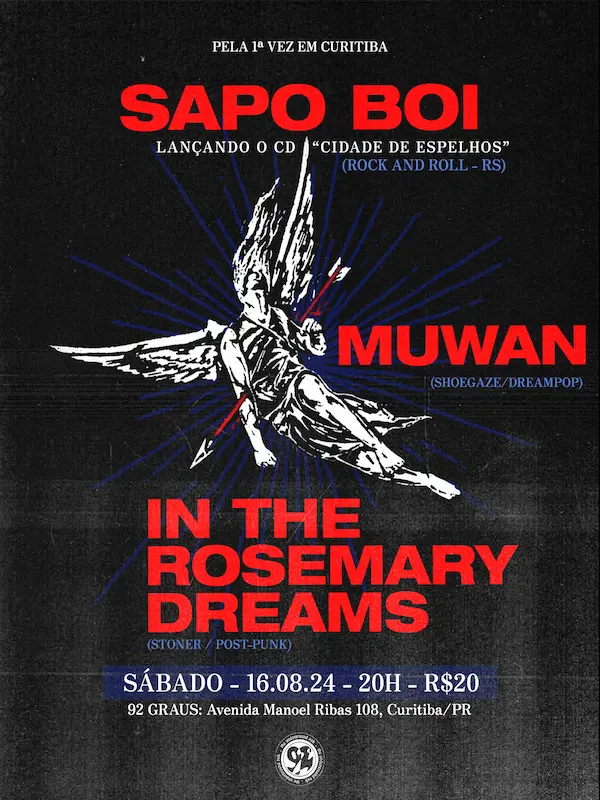 PELA 1ª VEZ EM CURITIBA
SAPO BOI
LANÇANDO O CD "CIDADE DE ESPELHOS"
(ROCK AND ROLL - RS)
MUWAN
(SHOEGAZE/DREAMPOP)
IN THE
ROSEMARY
DREAMS
(STONER / POST-PUNK)
SÁBADO - 16.08.24 - 20H - R$20
92 GRAUS: Avenida Manoel Ribas 108, Curitiba/PR
92